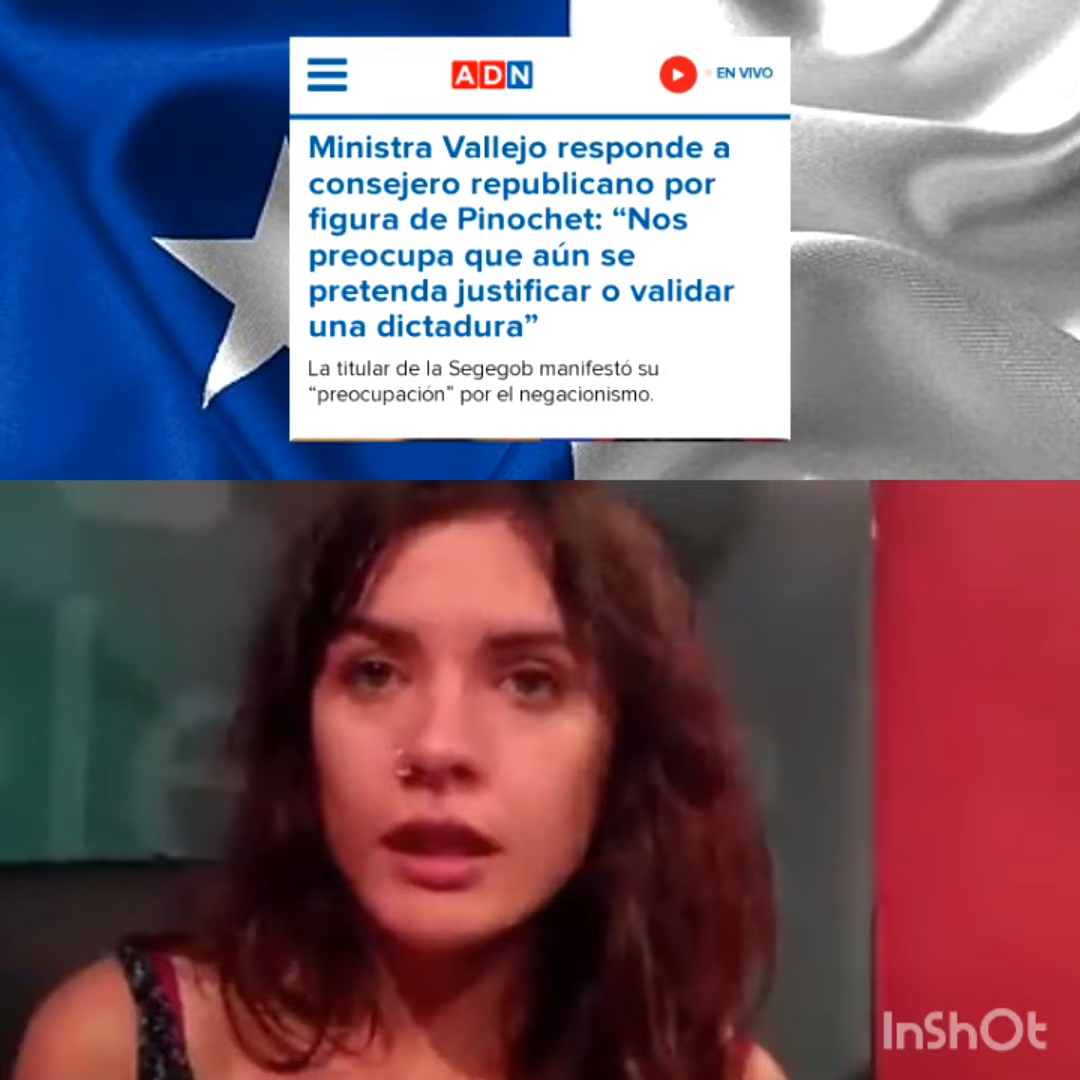 ADN
EN VIVO
Ministra Vallejo responde a
consejero republicano por
figura de Pinochet: “Nos
preocupa que aún se
pretenda justificar o validar
una dictadura”
La titular de la Segegob manifestó su
“preocupación” por el negacionismo.
InShOt